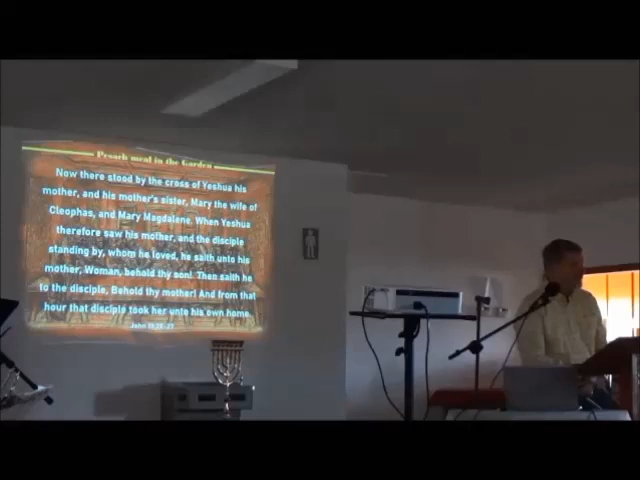 Pesach meal in the Garden
Now there stood by the cross of Yeshua his
mother, and his mother's sister, Mary the wife of
Cleophas, and Mary Magdalene. When Yeshua
therefore saw his mother, and the disciple
standing by, whom he loved, he saith unto his
mother, Woman, behold thy son! Then saith he
to the disciple, Behold thy mother! And from that
hour that disciple took her unto his own home.